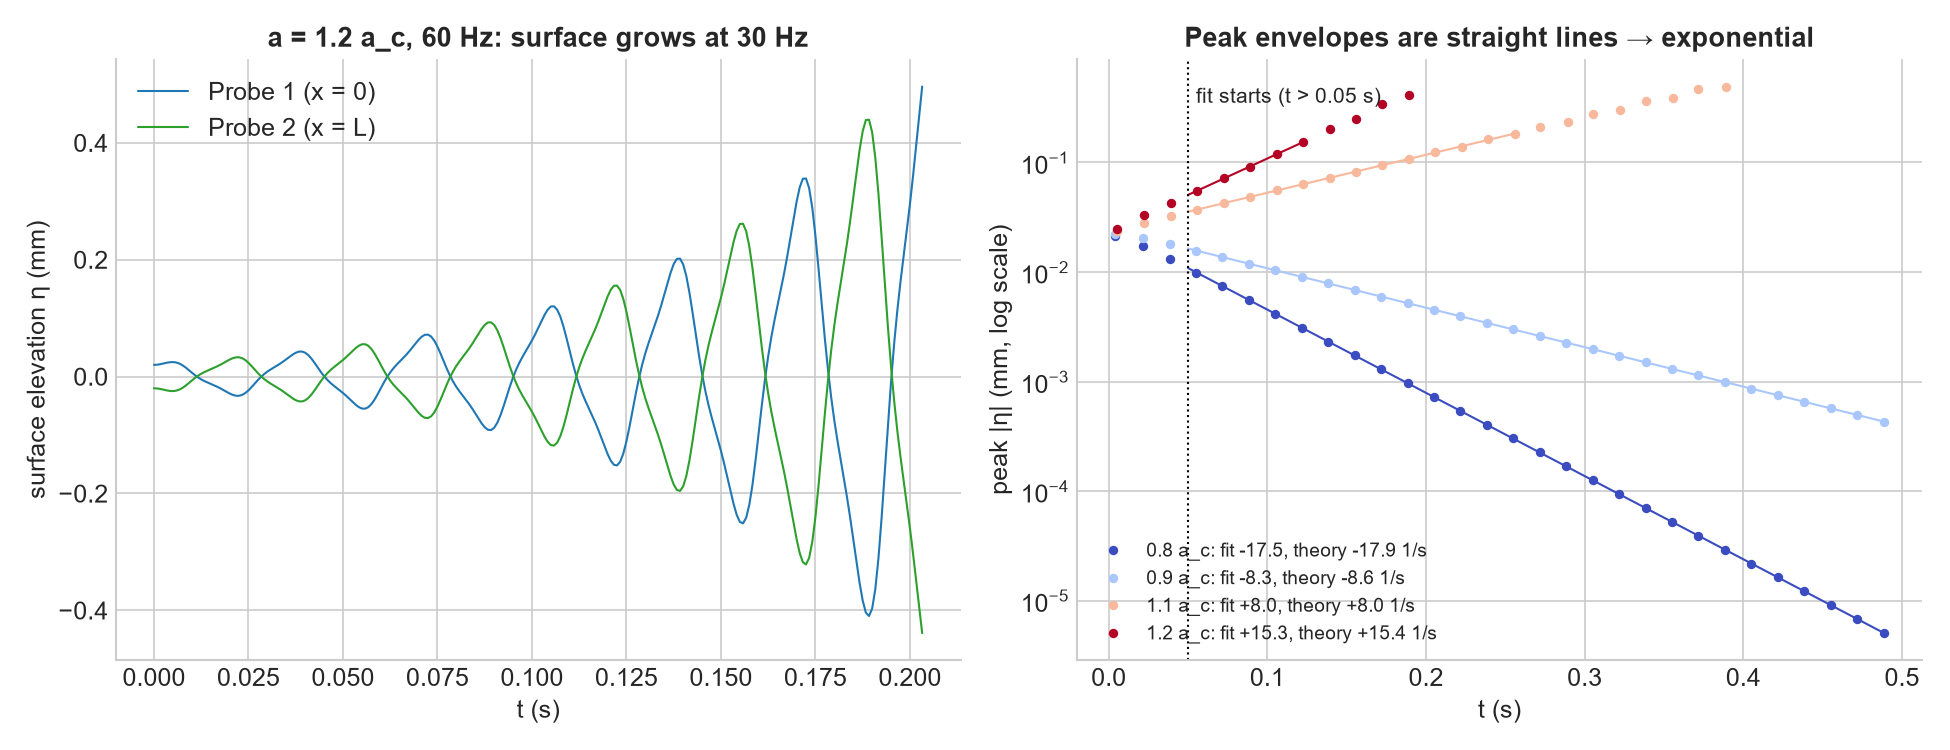 a = 1.2 a_c, 60 Hz: surface grows at 30 Hz
Probe 1 (x = 0)
Probe 2 (x = L)
surface elevation η (mm)
0.4
0.2
0.0
−0.2
−0.4
0.000 0.025 0.050 0.075 0.100 0.125 0.150 0.175 0.200
t (s)
Peak envelopes are straight lines → exponential
fit starts (t > 0.05 s)
peak |η| (mm, log scale)
10⁻¹
10⁻²
10⁻³
10⁻⁴
10⁻⁵
0.8 a_c: fit -17.5, theory -17.9 1/s
0.9 a_c: fit -8.3, theory -8.6 1/s
1.1 a_c: fit +8.0, theory +8.0 1/s
1.2 a_c: fit +15.3, theory +15.4 1/s
0.0 0.1 0.2 0.3 0.4 0.5
t (s)